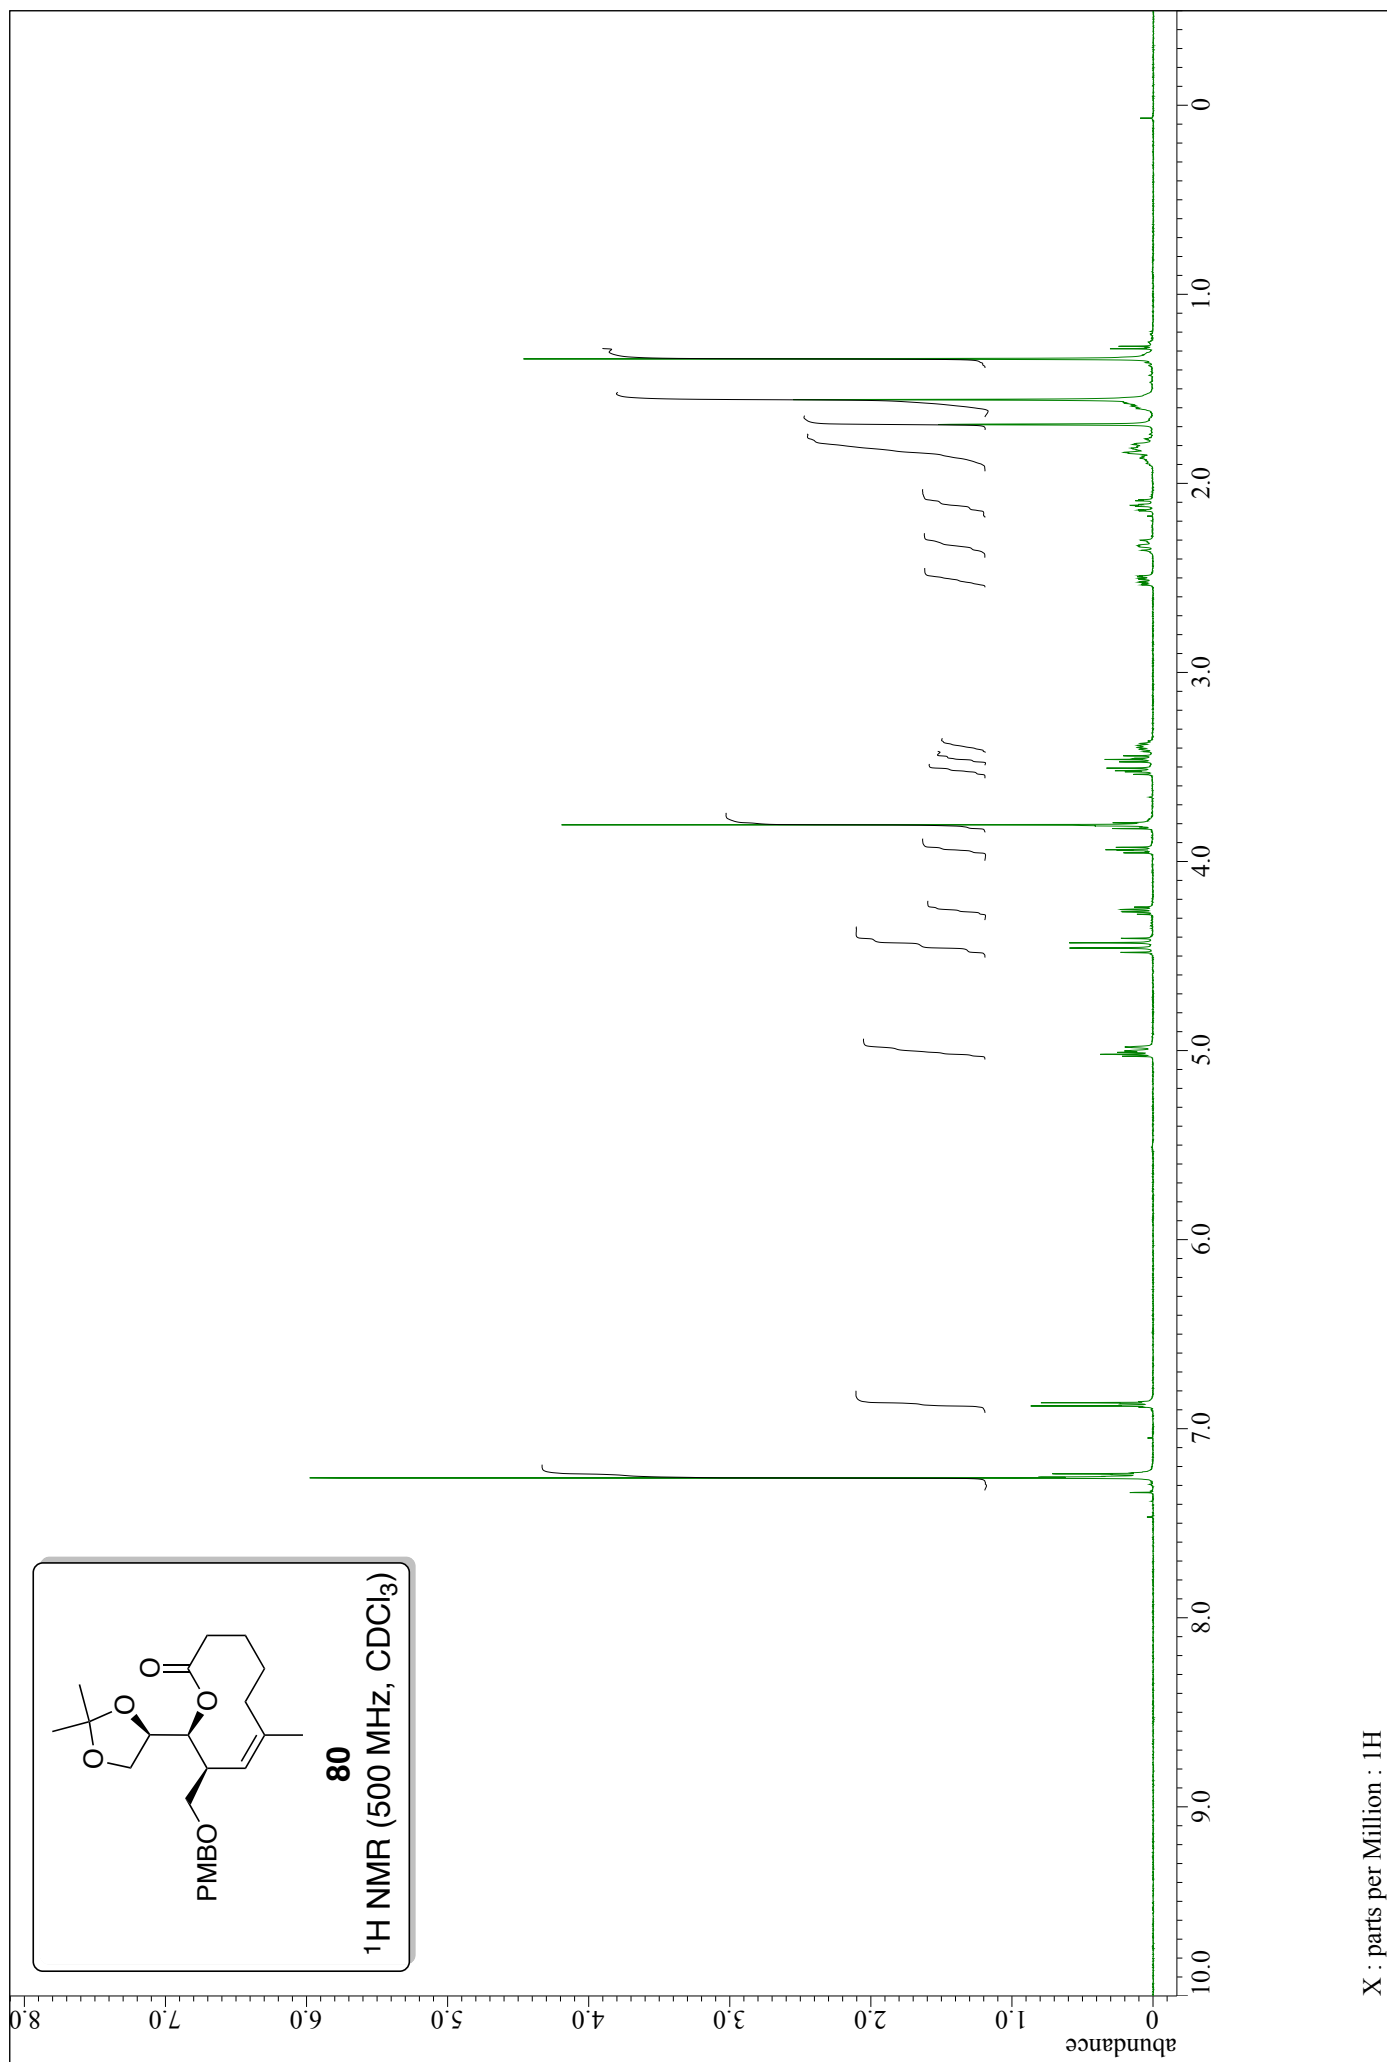 O
O
O
O
PMBO
80
¹H NMR (500 MHz, CDCl₃)
abundance
0 1.0 2.0 3.0 4.0 5.0 6.0 7.0 8.0
10.0 9.0 8.0 7.0 6.0 5.0 4.0 3.0 2.0 1.0 0
X : parts per Million : 1H